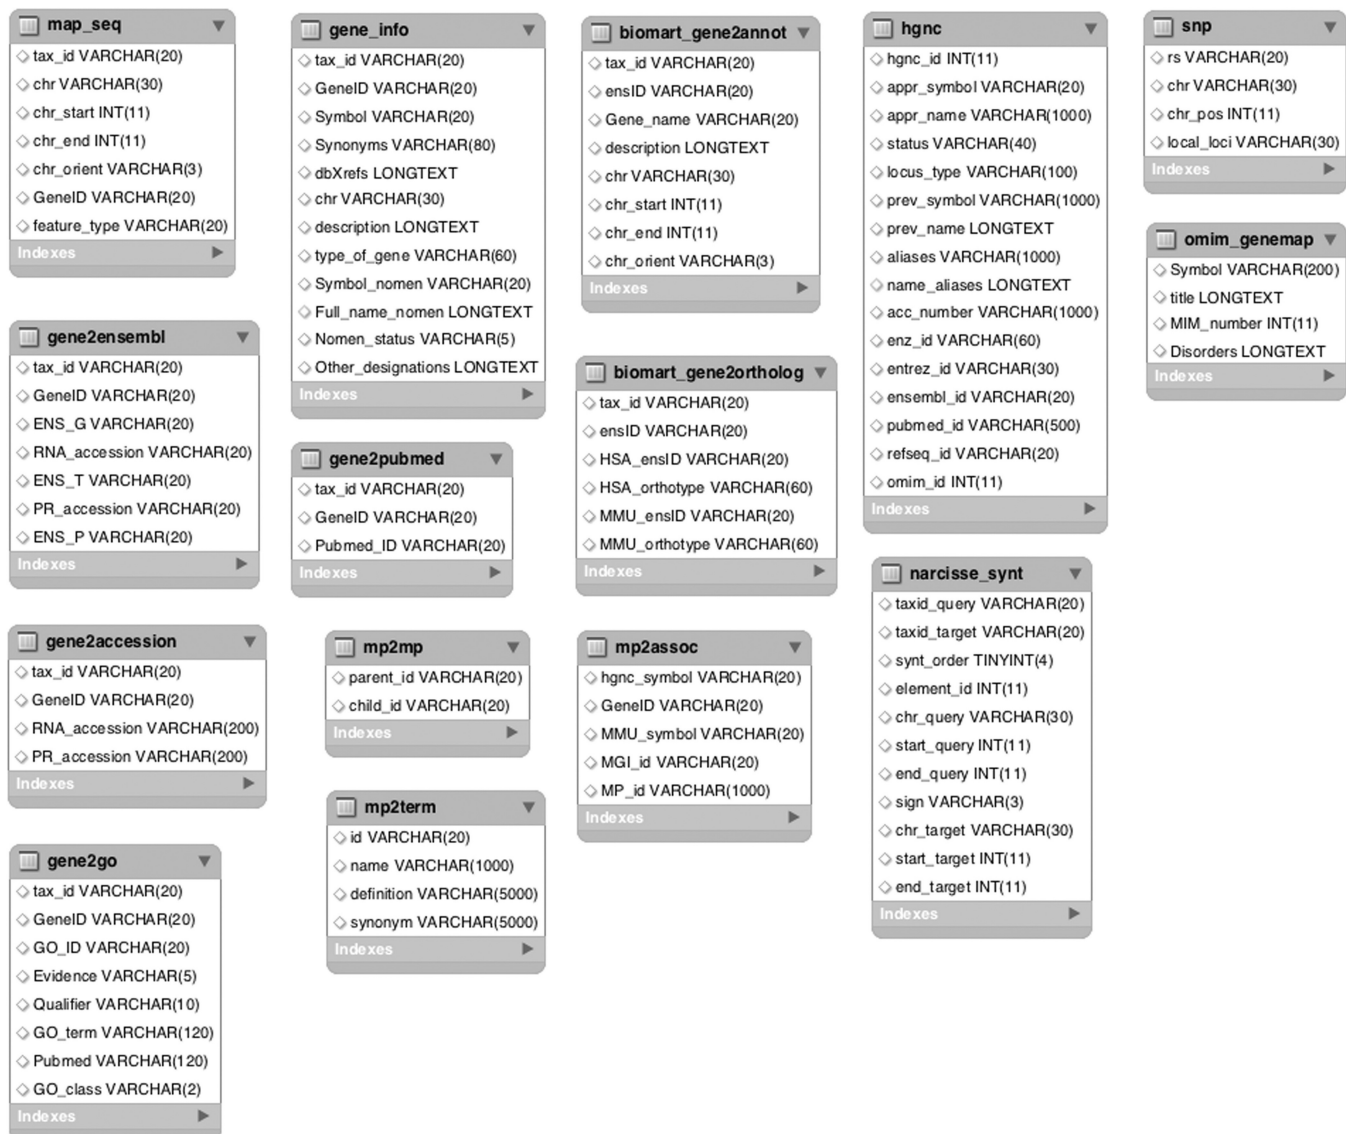 map_seq
tax_id VARCHAR(20)
chr VARCHAR(30)
chr_start INT(11)
chr_end INT(11)
chr_orient VARCHAR(3)
GeneID VARCHAR(20)
feature_type VARCHAR(20)
Indexes
gene2ensembl
tax_id VARCHAR(20)
GeneID VARCHAR(20)
ENS_G VARCHAR(20)
RNA_accession VARCHAR(20)
ENS_T VARCHAR(20)
PR_accession VARCHAR(20)
ENS_P VARCHAR(20)
Indexes
gene2accession
tax_id VARCHAR(20)
GeneID VARCHAR(20)
RNA_accession VARCHAR(200)
PR_accession VARCHAR(200)
Indexes
gene2go
tax_id VARCHAR(20)
GeneID VARCHAR(20)
GO_ID VARCHAR(20)
Evidence VARCHAR(5)
Qualifier VARCHAR(10)
GO_term VARCHAR(120)
Pubmed VARCHAR(120)
GO_class VARCHAR(2)
Indexes
gene_info
tax_id VARCHAR(20)
GeneID VARCHAR(20)
Symbol VARCHAR(20)
Synonyms VARCHAR(80)
dbXrefs LONGTEXT
chr VARCHAR(30)
description LONGTEXT
type_of_gene VARCHAR(60)
Symbol_nomen VARCHAR(20)
Full_name_nomen LONGTEXT
Nomen_status VARCHAR(5)
Other_designations LONGTEXT
Indexes
gene2pubmed
tax_id VARCHAR(20)
GeneID VARCHAR(20)
Pubmed_ID VARCHAR(20)
Indexes
mp2mp
parent_id VARCHAR(20)
child_id VARCHAR(20)
Indexes
mp2term
id VARCHAR(20)
name VARCHAR(1000)
definition VARCHAR(5000)
synonym VARCHAR(5000)
Indexes
biomart_gene2annot
tax_id VARCHAR(20)
ensID VARCHAR(20)
Gene_name VARCHAR(20)
description LONGTEXT
chr VARCHAR(30)
chr_start INT(11)
chr_end INT(11)
chr_orient VARCHAR(3)
Indexes
biomart_gene2ortholog
tax_id VARCHAR(20)
ensID VARCHAR(20)
HSA_ensID VARCHAR(20)
HSA_orthotype VARCHAR(60)
MMU_ensID VARCHAR(20)
MMU_orthotype VARCHAR(60)
Indexes
mp2assoc
hgnc_symbol VARCHAR(20)
GeneID VARCHAR(20)
MMU_symbol VARCHAR(20)
MGI_id VARCHAR(20)
MP_id VARCHAR(1000)
Indexes
hgnc
hgnc_id INT(11)
appr_symbol VARCHAR(20)
appr_name VARCHAR(1000)
status VARCHAR(40)
locus_type VARCHAR(100)
prev_symbol VARCHAR(1000)
prev_name LONGTEXT
aliases VARCHAR(1000)
name_aliases LONGTEXT
acc_number VARCHAR(1000)
enz_id VARCHAR(60)
entrez_id VARCHAR(30)
ensembl_id VARCHAR(20)
pubmed_id VARCHAR(500)
refseq_id VARCHAR(20)
omim_id INT(11)
Indexes
narcisse_synt
taxid_query VARCHAR(20)
taxid_target VARCHAR(20)
synt_order TINYINT(4)
element_id INT(11)
chr_query VARCHAR(30)
start_query INT(11)
end_query INT(11)
sign VARCHAR(3)
chr_target VARCHAR(30)
start_target INT(11)
end_target INT(11)
Indexes
snp
rs VARCHAR(20)
chr VARCHAR(30)
chr_pos INT(11)
local_loci VARCHAR(30)
Indexes
omim_genemap
Symbol VARCHAR(200)
title LONGTEXT
MIM_number INT(11)
Disorders LONGTEXT
Indexes